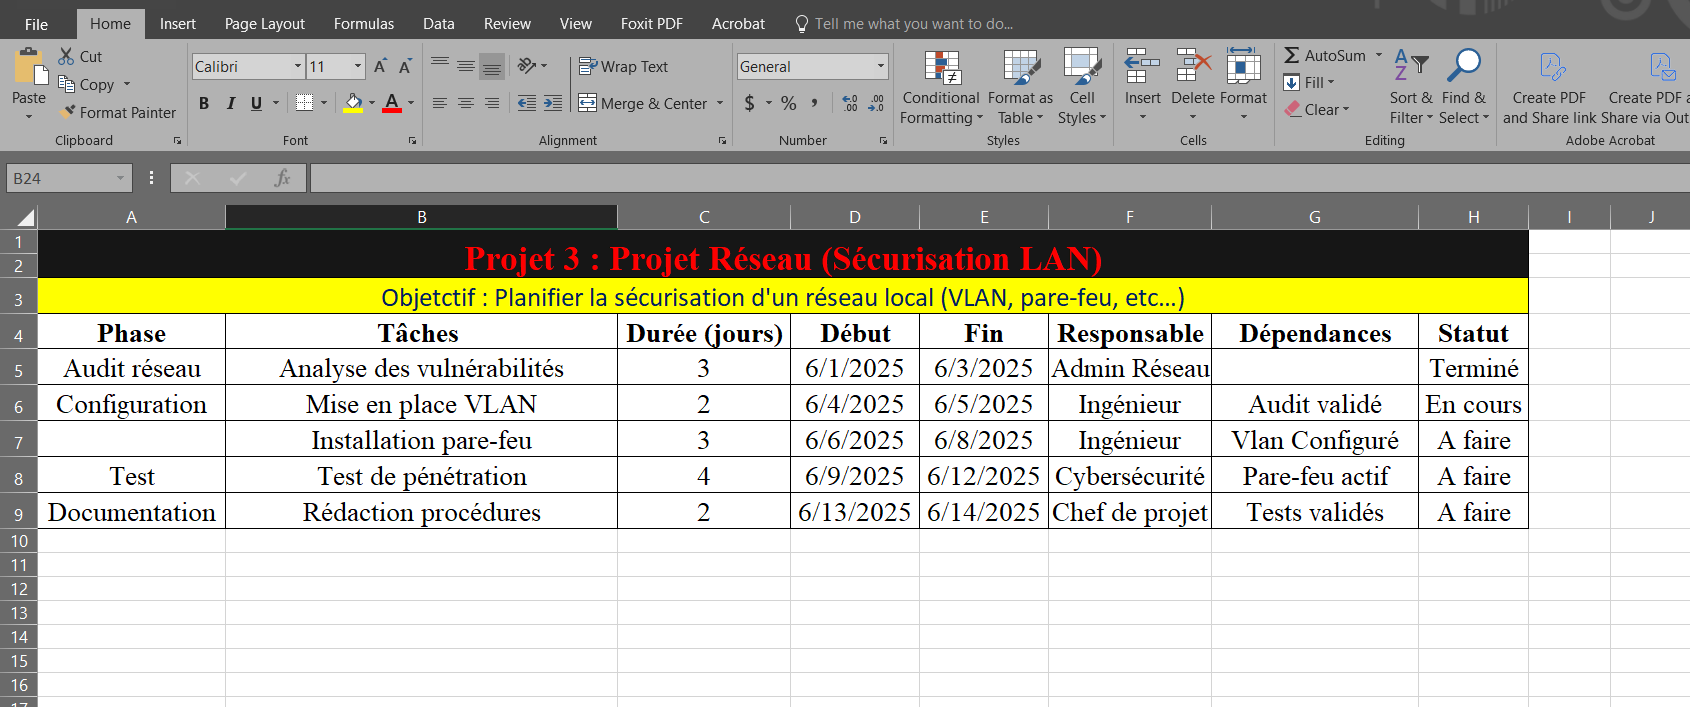 File Home Insert Page Layout Formulas Data Review View Foxit PDF Acrobat Tell me what you want to do...
Cut
Copy
Format Painter
Paste
Clipboard
Calibri 11 A A
B I U A
Font
Wrap Text
Merge & Center
Alignment
General
$ % , .0 .00 .00 .0
Number
Conditional Formatting
Format as Table
Cell Styles
Styles
Insert Delete Format
Cells
AutoSum
Fill
Clear
Sort & Filter
Find & Select
Editing
Create PDF and Share link
Create PDF a
Share via Out
Adobe Acrobat
B24 fx
A B C D E F G H I J
1
2 Projet 3 : Projet Réseau (Sécurisation LAN)
3 Objetctif : Planifier la sécurisation d'un réseau local (VLAN, pare-feu, etc...)
4 Phase Tâches Durée (jours) Début Fin Responsable Dépendances Statut
5 Audit réseau Analyse des vulnérabilités 3 6/1/2025 6/3/2025 Admin Réseau Terminé
6 Configuration Mise en place VLAN 2 6/4/2025 6/5/2025 Ingénieur Audit validé En cours
7 Installation pare-feu 3 6/6/2025 6/8/2025 Ingénieur Vlan Configuré A faire
8 Test Test de pénétration 4 6/9/2025 6/12/2025 Cybersécurité Pare-feu actif A faire
9 Documentation Rédaction procédures 2 6/13/2025 6/14/2025 Chef de projet Tests validés A faire
10
11
12
13
14
15
16
17